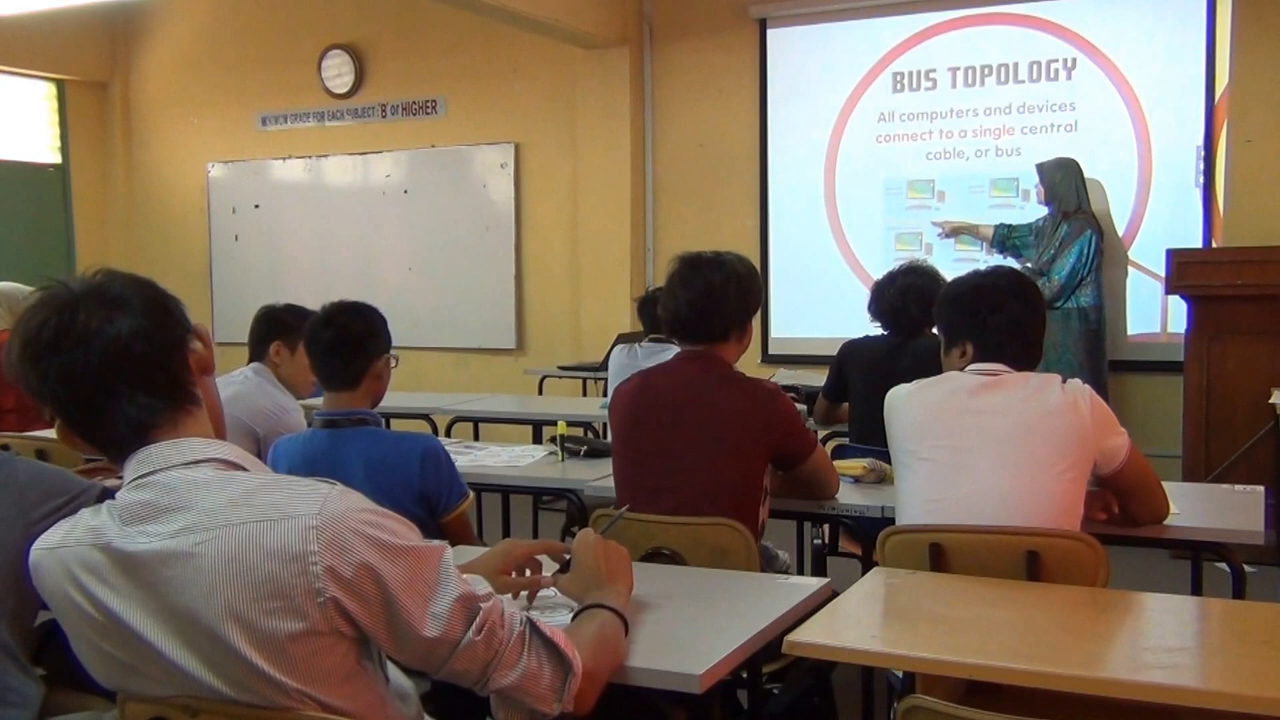 MINIMUM GRADE FOR EACH SUBJECT : 'B' or HIGHER
BUS TOPOLOGY
All computers and devices
connect to a single central
cable, or bus